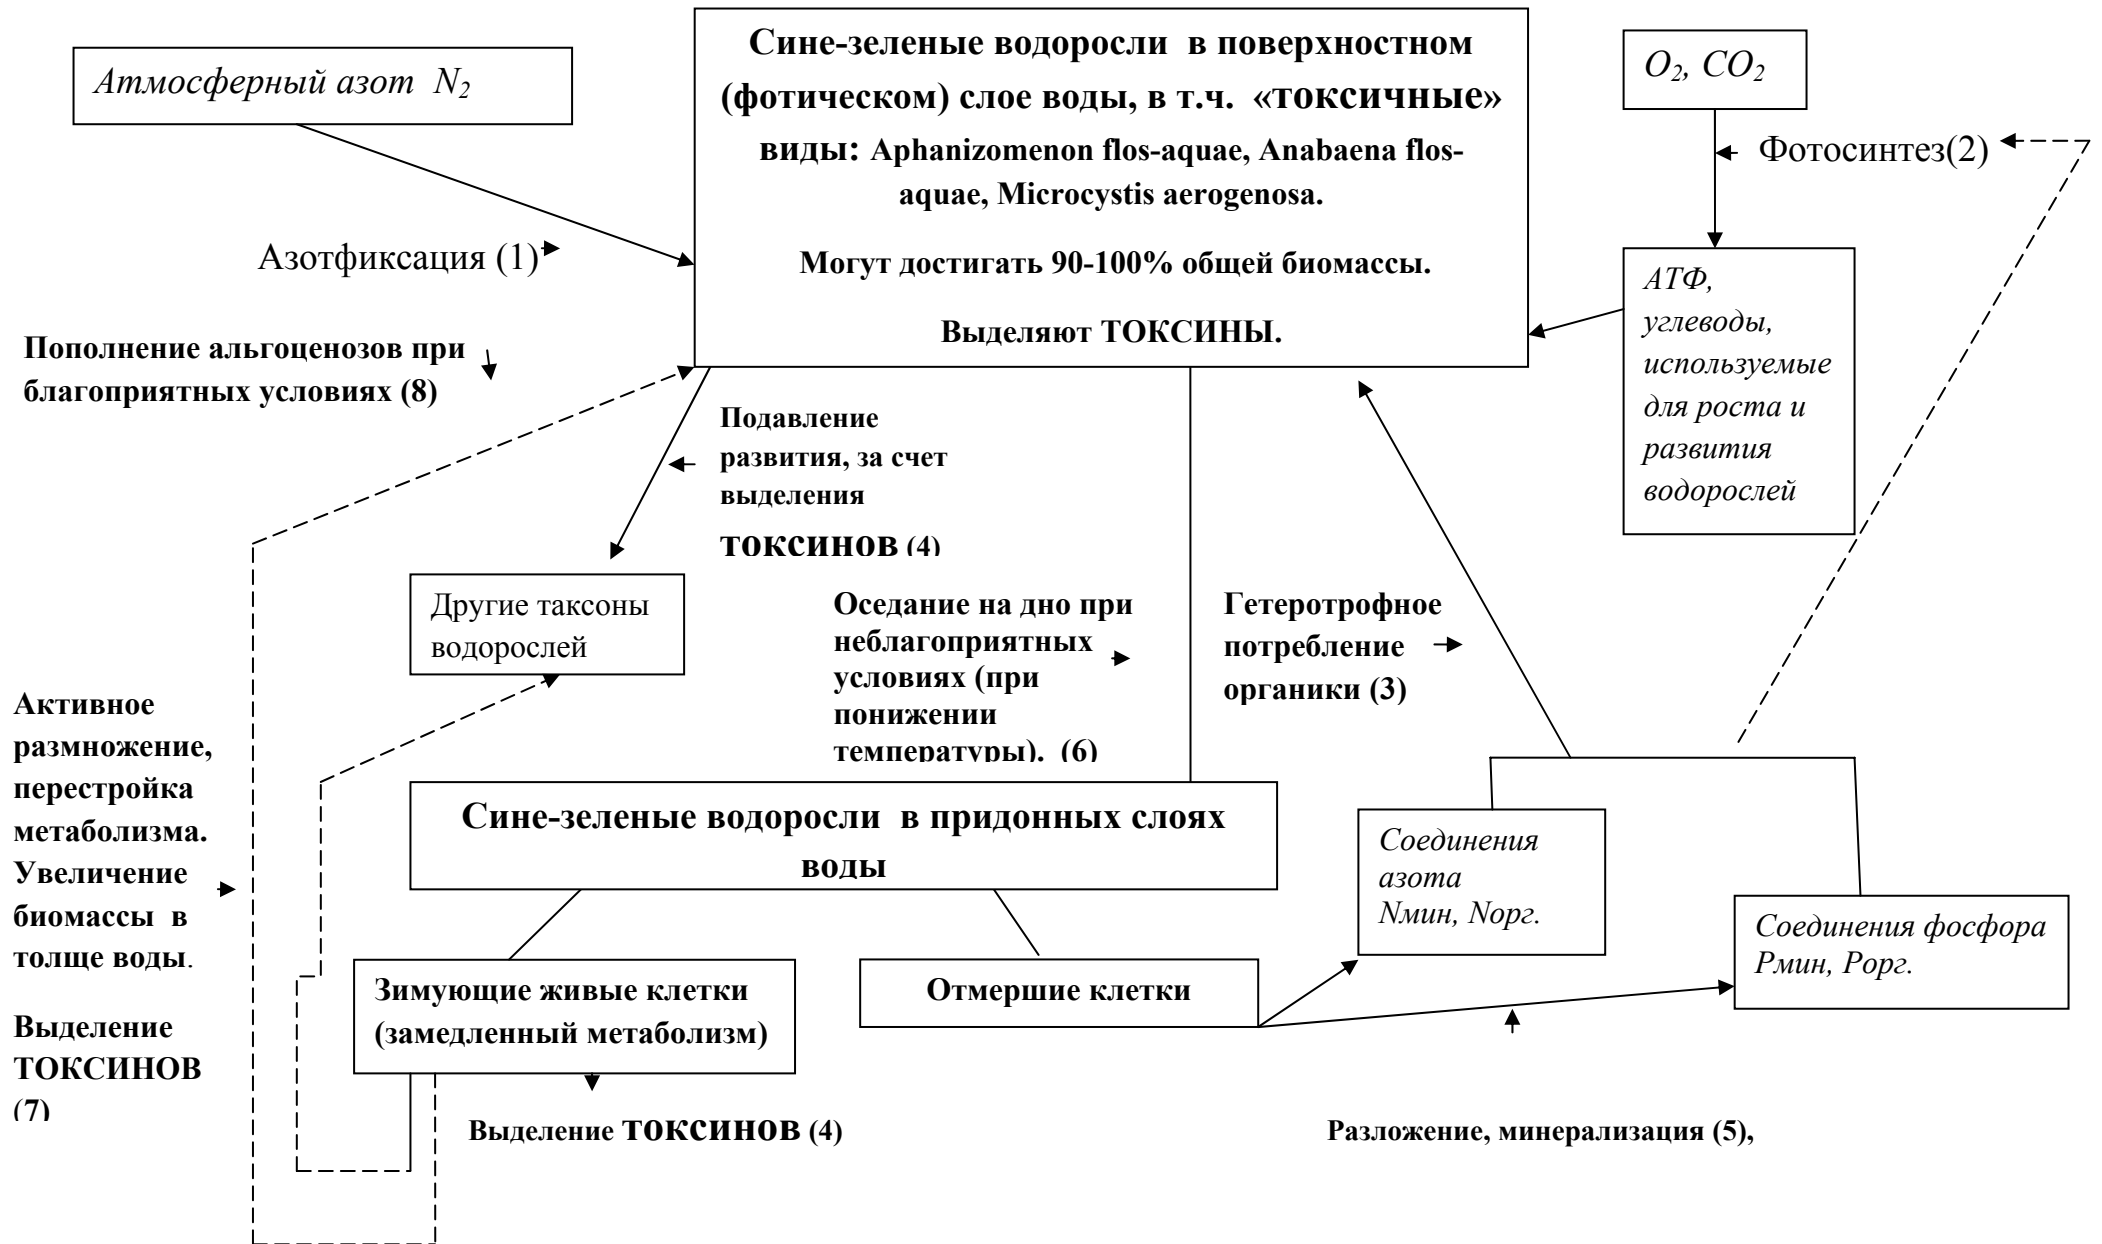 Сине-зеленые водоросли в поверхностном
(фотическом) слое воды, в т.ч. «токсичные»
виды: Aphanizomenon flos-aquae, Anabaena flos-
aquae, Microcystis aerogenosa.
Могут достигать 90-100% общей биомассы.
Выделяют ТОКСИНЫ.
Атмосферный азот N2
O2, CO2
Фотосинтез(2)
Азотфиксация (1)
АТФ,
углеводы,
используемые
для роста и
развития
водорослей
Пополнение альгоценозов при
благоприятных условиях (8)
Подавление
развития, за счет
выделения
токсинов (4)
Другие таксоны
водорослей
Оседание на дно при
неблагоприятных
условиях (при
понижении
температуры). (6)
Гетеротрофное
потребление
органики (3)
Активное
размножение,
перестройка
метаболизма.
Увеличение
биомассы в
толще воды.
Выделение
ТОКСИНОВ
(7)
Сине-зеленые водоросли в придонных слоях
воды
Соединения
азота
Nмин, Nорг.
Соединения фосфора
Pмин, Pорг.
Зимующие живые клетки
(замедленный метаболизм)
Отмершие клетки
Выделение токсинов (4)
Разложение, минерализация (5),